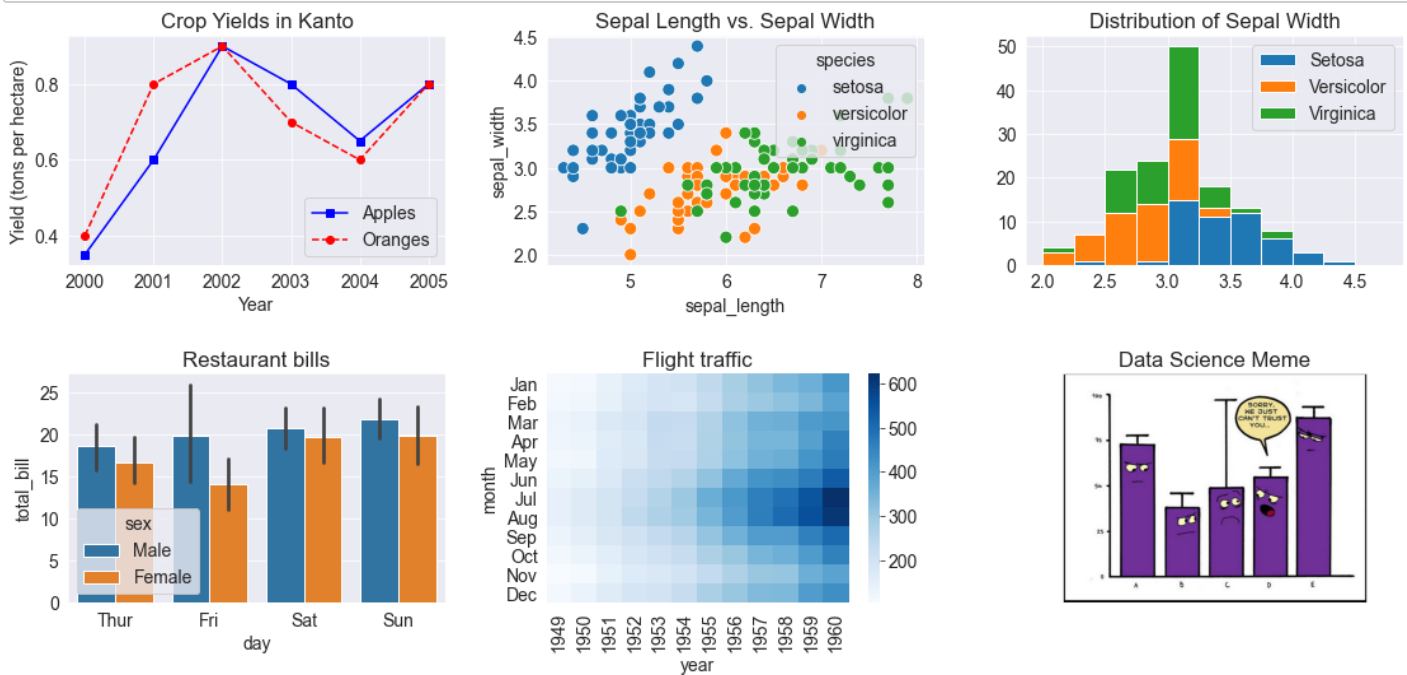 Crop Yields in Kanto
Yield (tons per hectare)
0.8
0.6
0.4
Apples
Oranges
2000 2001 2002 2003 2004 2005
Year
Sepal Length vs. Sepal Width
sepal_width
4.5
4.0
3.5
3.0
2.5
2.0
species
setosa
versicolor
virginica
5 6 7 8
sepal_length
Distribution of Sepal Width
50
40
30
20
10
0
Setosa
Versicolor
Virginica
2.0 2.5 3.0 3.5 4.0 4.5
Restaurant bills
total_bill
25
20
15
10
5
0
sex
Male
Female
Thur Fri Sat Sun
day
Flight traffic
month
Jan
Feb
Mar
Apr
May
Jun
Jul
Aug
Sep
Oct
Nov
Dec
1949 1950 1951 1952 1953 1954 1955 1956 1957 1958 1959 1960
year
600
500
400
300
200
Data Science Meme
SORRY,
WE JUST
CAN'T TRUST
YOU...
A B C D E